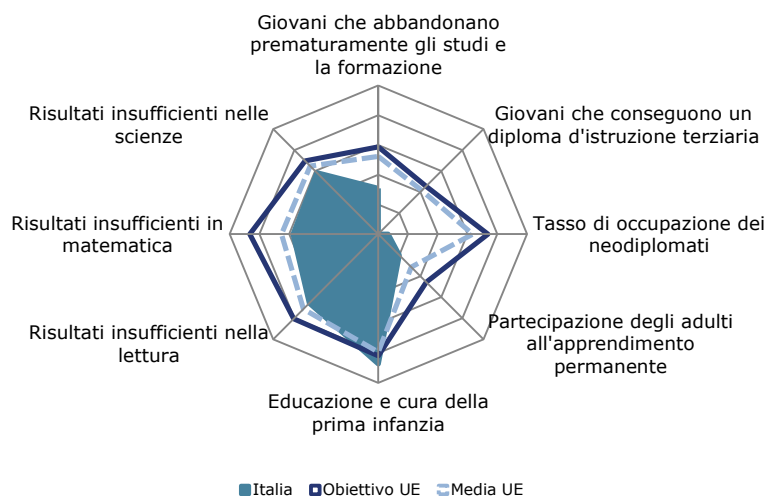 Giovani che abbandonano
prematuramente gli studi e
la formazione
Giovani che conseguono un
diploma d'istruzione terziaria
Tasso di occupazione dei
neodiplomati
Partecipazione degli adulti
all'apprendimento
permanente
Educazione e cura della
prima infanzia
Risultati insufficienti nella
lettura
Risultati insufficienti in
matematica
Risultati insufficienti nelle
scienze
Italia Obiettivo UE Media UE